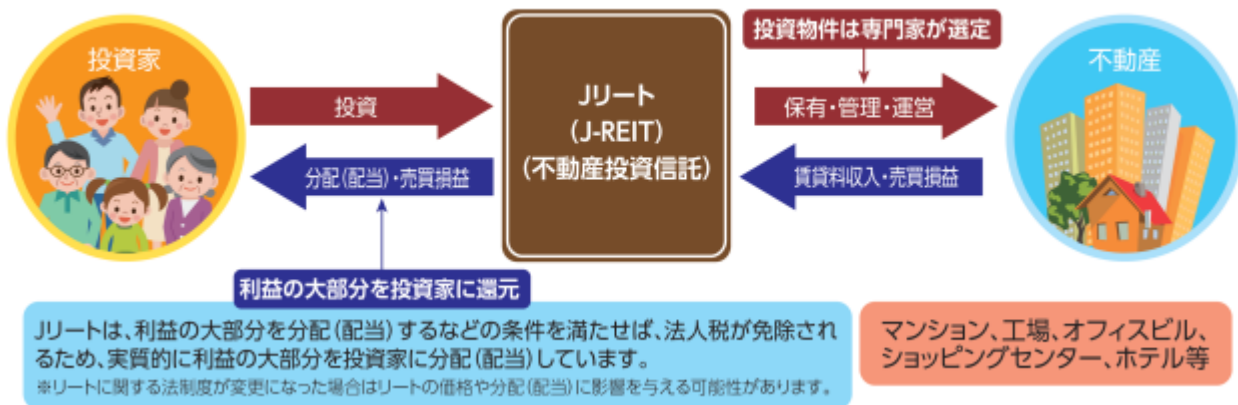 投資家
投資
分配(配当)・売買損益
Jリート
(J-REIT)
(不動産投資信託)
投資物件は専門家が選定
保有・管理・運営
賃貸料収入・売買損益
不動産
利益の大部分を投資家に還元
Jリートは、利益の大部分を分配(配当)するなどの条件を満たせば、法人税が免除され
るため、実質的に利益の大部分を投資家に分配(配当)しています。
※リートに関する法制度が変更になった場合はリートの価格や分配(配当)に影響を与える可能性があります。
マンション、工場、オフィスビル、
ショッピングセンター、ホテル等